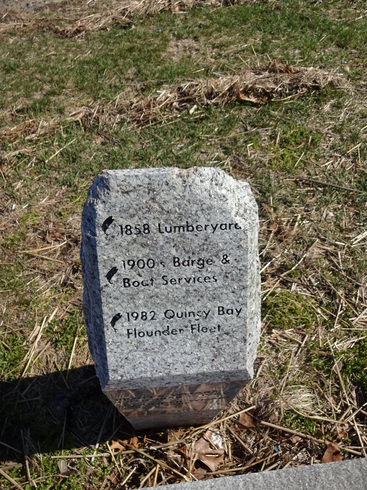 1858 Lumberyard
1900's Barge &
Boat Services
1982 Quincy Bay
Flounder Fleet